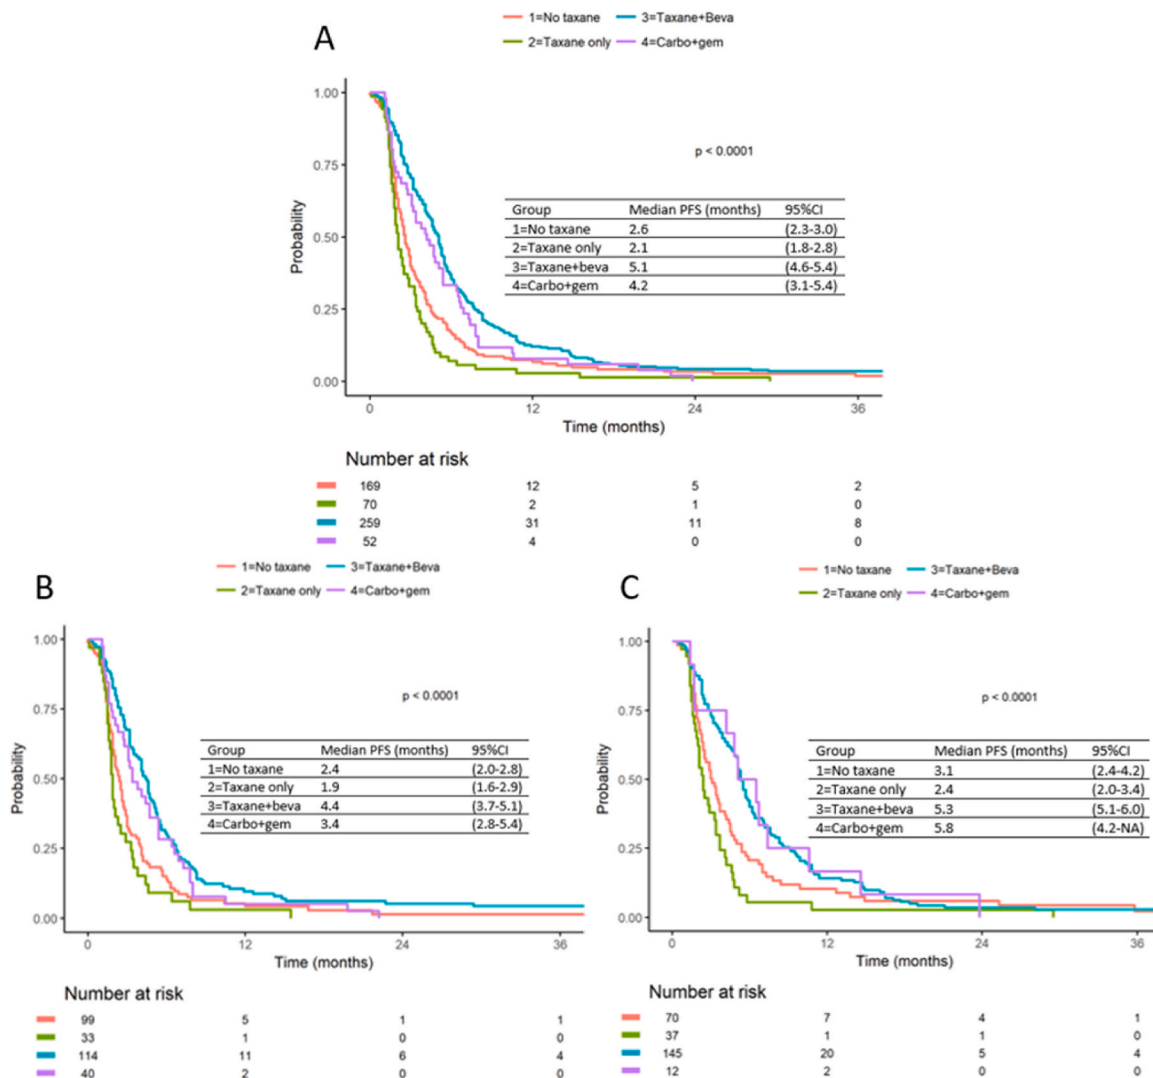 1=No taxane 3=Taxane+Beva
2=Taxane only 4=Carbo+gem
A
1.00
0.75
0.50
0.25
0.00
Probability
p < 0.0001
Group Median PFS (months) 95%CI
1=No taxane 2.6 (2.3-3.0)
2=Taxane only 2.1 (1.8-2.8)
3=Taxane+beva 5.1 (4.6-5.4)
4=Carbo+gem 4.2 (3.1-5.4)
0 12 24 36
Time (months)
Number at risk
169 12 5 2
70 2 1 0
259 31 11 8
52 4 0 0
1=No taxane 3=Taxane+Beva
2=Taxane only 4=Carbo+gem
B
1.00
0.75
0.50
0.25
0.00
Probability
p < 0.0001
Group Median PFS (months) 95%CI
1=No taxane 2.4 (2.0-2.8)
2=Taxane only 1.9 (1.6-2.9)
3=Taxane+beva 4.4 (3.7-5.1)
4=Carbo+gem 3.4 (2.8-5.4)
0 12 24 36
Time (months)
Number at risk
99 5 1 1
33 1 0 0
114 11 6 4
40 2 0 0
1=No taxane 3=Taxane+Beva
2=Taxane only 4=Carbo+gem
C
1.00
0.75
0.50
0.25
0.00
Probability
p < 0.0001
Group Median PFS (months) 95%CI
1=No taxane 3.1 (2.4-4.2)
2=Taxane only 2.4 (2.0-3.4)
3=Taxane+beva 5.3 (5.1-6.0)
4=Carbo+gem 5.8 (4.2-NA)
0 12 24 36
Time (months)
Number at risk
70 7 4 1
37 1 1 0
145 20 5 4
12 2 0 0